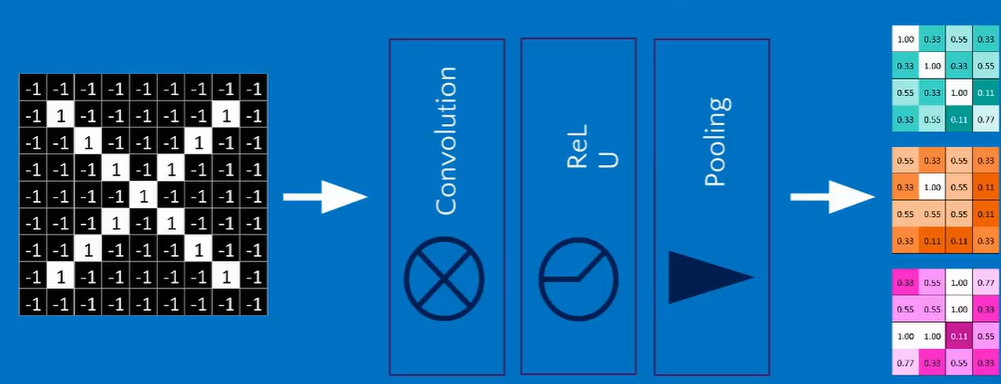 -1 -1 -1 -1 -1 -1 -1 -1 -1
-1 1 -1 -1 -1 -1 -1 1 -1
-1 -1 1 -1 -1 -1 1 -1 -1
-1 -1 -1 1 -1 1 -1 -1 -1
-1 -1 -1 -1 1 -1 -1 -1 -1
-1 -1 -1 1 -1 1 -1 -1 -1
-1 -1 1 -1 -1 -1 1 -1 -1
-1 1 -1 -1 -1 -1 -1 1 -1
-1 -1 -1 -1 -1 -1 -1 -1 -1
Convolution
ReL
U
Pooling
1.00 0.33 0.55 0.33
0.33 1.00 0.33 0.55
0.55 0.33 1.00 0.11
0.33 0.55 0.11 0.77
0.55 0.33 0.55 0.33
0.33 1.00 0.55 0.11
0.55 0.55 0.55 0.11
0.33 0.11 0.11 0.33
0.33 0.55 1.00 0.77
0.55 0.55 1.00 0.33
1.00 1.00 0.11 0.55
0.77 0.33 0.55 0.33